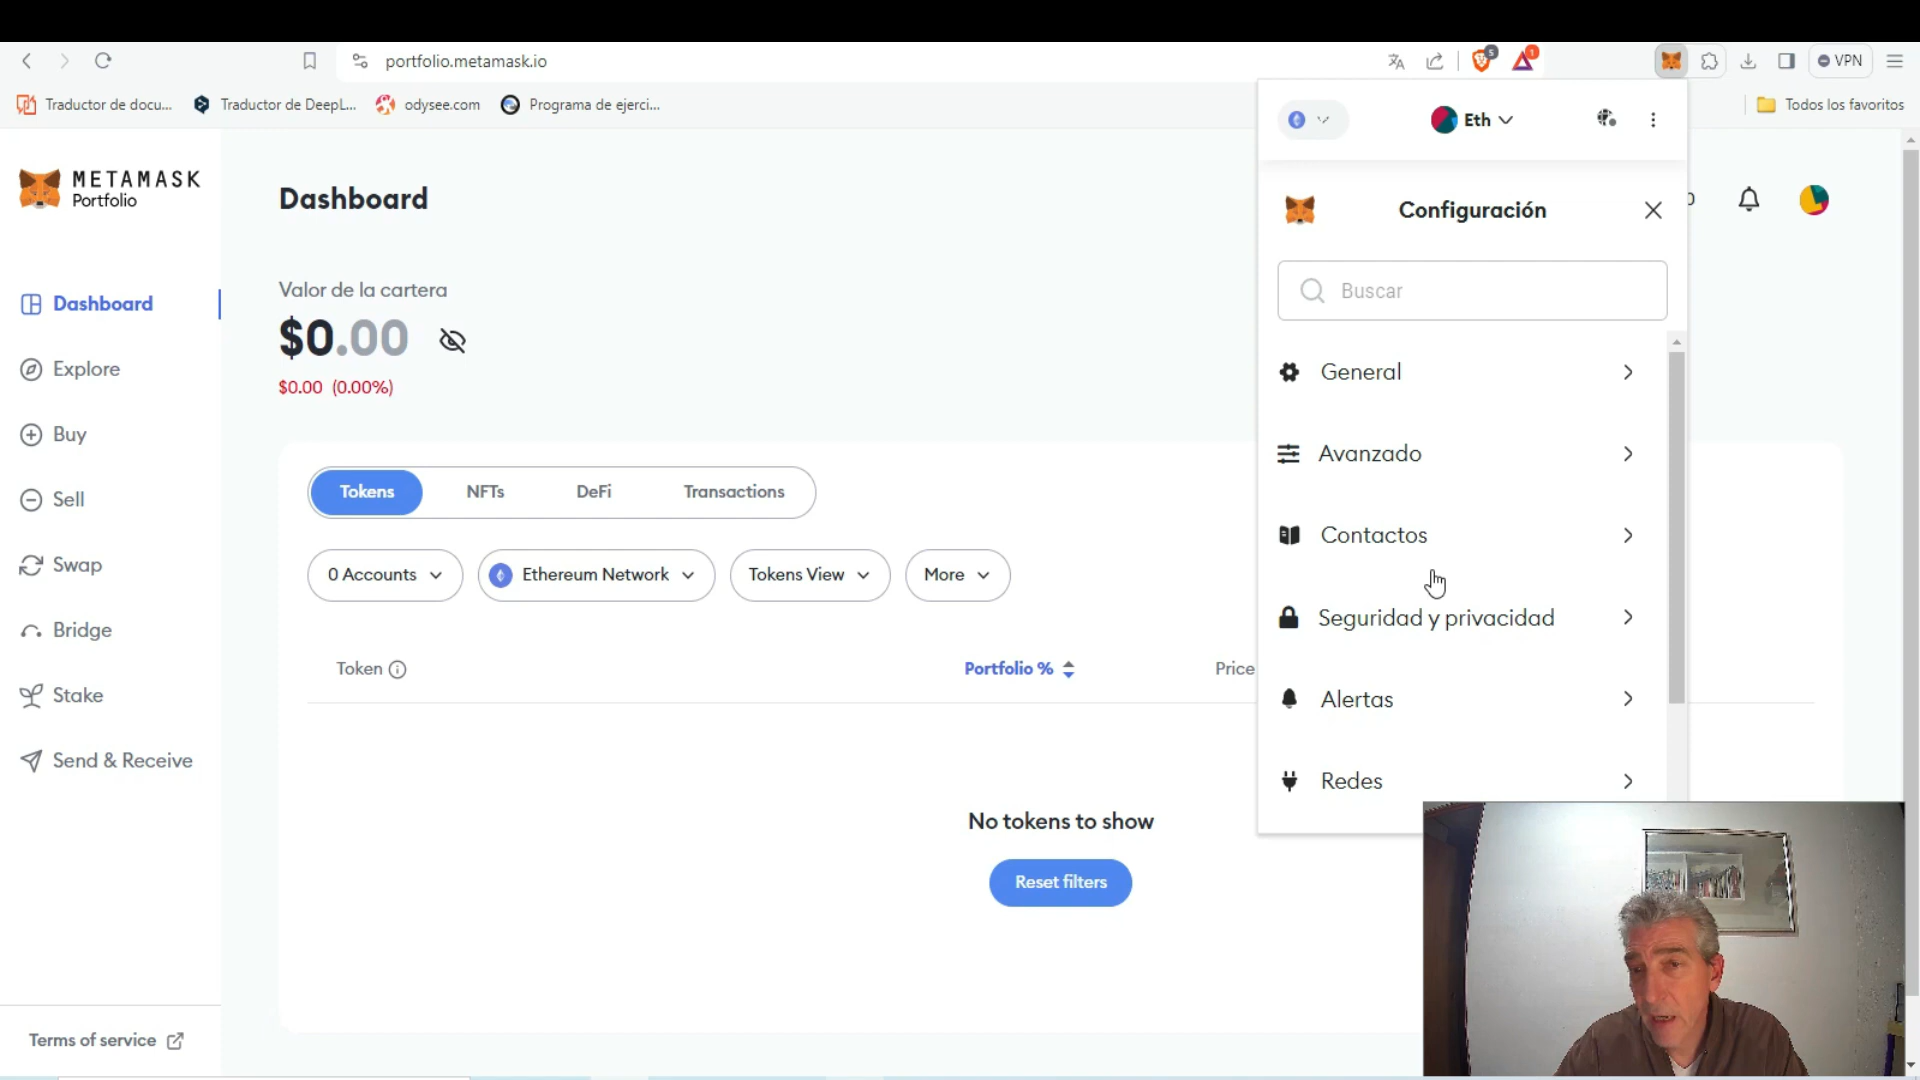 portfolio.metamask.io
5
1
VPN
Traductor de docu...
Traductor de DeepL...
odysee.com
Programa de ejerci...
Todos los favoritos
METAMASK
Portfolio
Dashboard
Explore
Buy
Sell
Swap
Bridge
Stake
Send & Receive
Terms of service
Dashboard
Valor de la cartera
$0.00
$0.00 (0.00%)
Tokens
NFTs
DeFi
Transactions
0 Accounts
Ethereum Network
Tokens View
More
Token
Portfolio %
Price
No tokens to show
Reset filters
Eth
Configuración
Buscar
General
Avanzado
Contactos
Seguridad y privacidad
Alertas
Redes